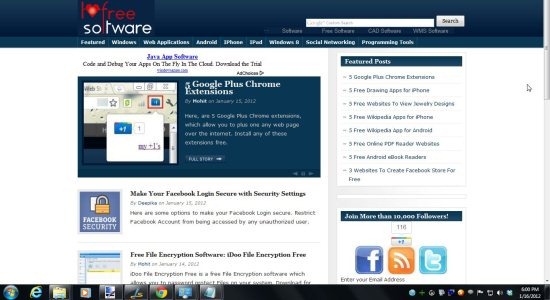 I free
software
Google™ Custom Search
Search
Software Free Software CAD Software WMS Software
Featured Windows Web Applications Android IPhone IPad Windows 8 Social Networking Programming Tools
Java App Software
Code and Debug Your Apps On The Fly In The Cloud. Download the Trial
AdChoices
Featured Posts
5 Google Plus Chrome Extensions
5 Free Drawing Apps for iPhone
5 Free Websites to View Jewelry Designs
5 Free Wikipedia Apps for iPhone
5 Free Wikipedia App for Android
5 Free Online PDF Reader Websites
5 Free Android eBook Readers
3 Websites To Create Facebook Store For Free
5 Google Plus Chrome Extensions
By Mohit on January 15, 2012
Here, are 5 Google Plus Chrome extensions, which allow you to plus one any web page over the internet. Install any of these extensions free.
FULL STORY
+1 1
my +1's
Make Your Facebook Login Secure with Security Settings
By Deepika on January 15, 2012
Here are some options to make your Facebook Login secure. Restrict Facebook Account from being accessed by any unauthorized user.
FACEBOOK
SECURITY
Join More than 10,000 Followers!
116
+1
Enter your Email Address
Free File Encryption Software: iDoo File Encryption Free
By Mohit on January 14, 2012
iDoo File Encryption Free is a free File Encryption software which
allows you to password protect Files on your system. Download for
6:00 PM
1/16/2012